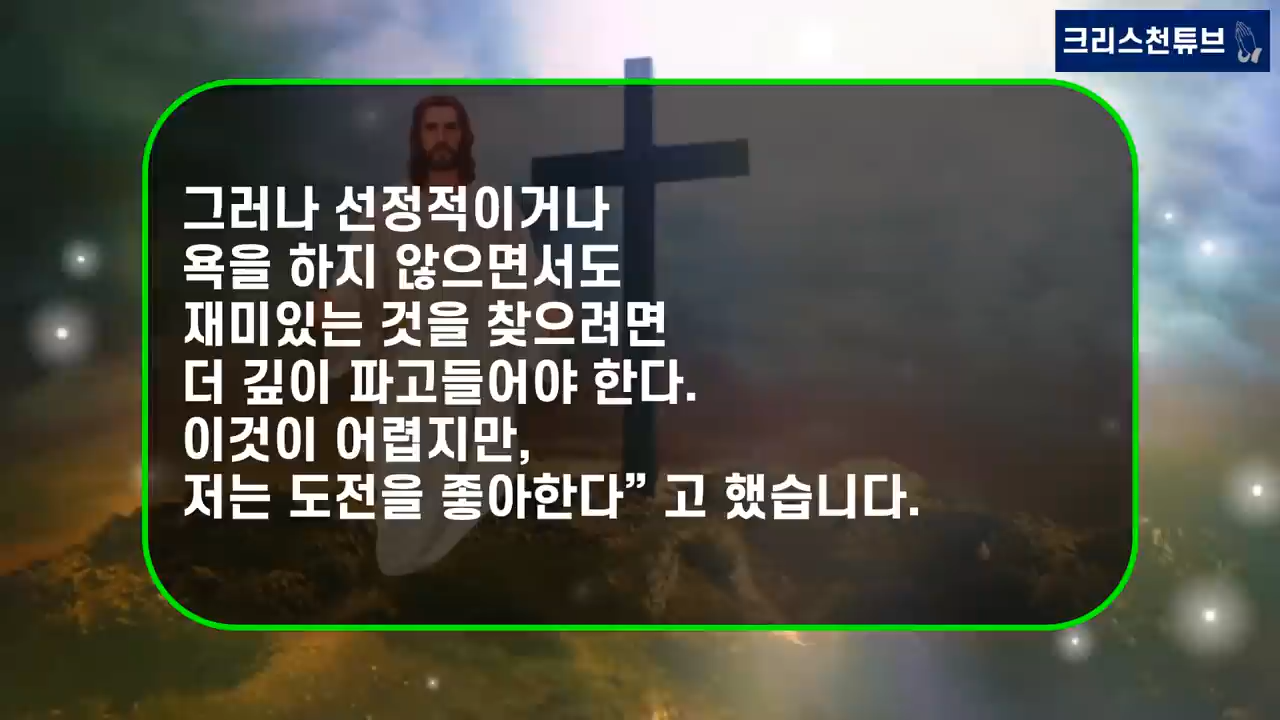 크리스천튜브
그러나 선정적이거나
욕을 하지 않으면서도
재미있는 것을 찾으려면
더 깊이 파고들어야 한다.
이것이 어렵지만,
저는 도전을 좋아한다” 고 했습니다.